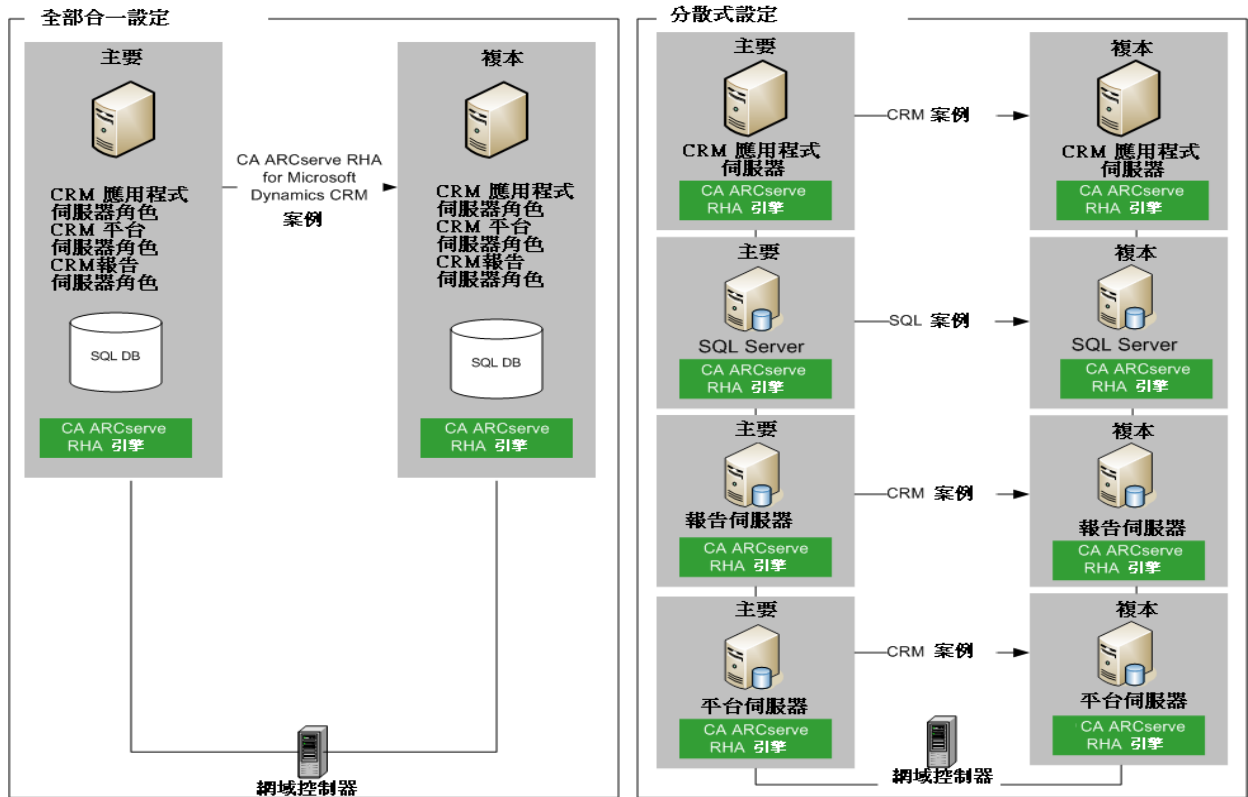 全部合一設定
主要
CRM 應用程式
伺服器角色
CRM 平台
伺服器角色
CRM報告
伺服器角色
SQL DB
CA ARCserve
RHA 引擎
CA ARCserve RHA
for Microsoft
Dynamics CRM
案例
複本
CRM 應用程式
伺服器角色
CRM 平台
伺服器角色
CRM報告
伺服器角色
SQL DB
CA ARCserve
RHA 引擎
網域控制器
分散式設定
主要
CRM 應用程式
伺服器
CA ARCserve
RHA 引擎
CRM 案例
複本
CRM 應用程式
伺服器
CA ARCserve
RHA 引擎
主要
SQL Server
CA ARCserve
RHA 引擎
SQL 案例
複本
SQL Server
CA ARCserve
RHA 引擎
主要
報告伺服器
CA ARCserve
RHA 引擎
CRM 案例
複本
報告伺服器
CA ARCserve
RHA 引擎
主要
平台伺服器
CA ARCserve
RHA 引擎
CRM 案例
複本
平台伺服器
CA ARCserve
RHA 引擎
網域控制器